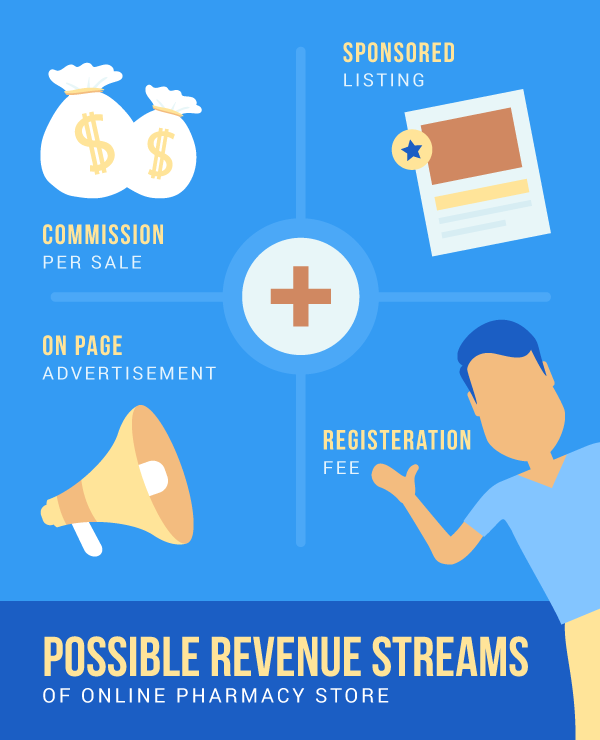 SPONSORED
LISTING
COMMISSION
PER SALE
ON PAGE
ADVERTISEMENT
REGISTERATION
FEE
POSSIBLE REVENUE STREAMS
OF ONLINE PHARMACY STORE